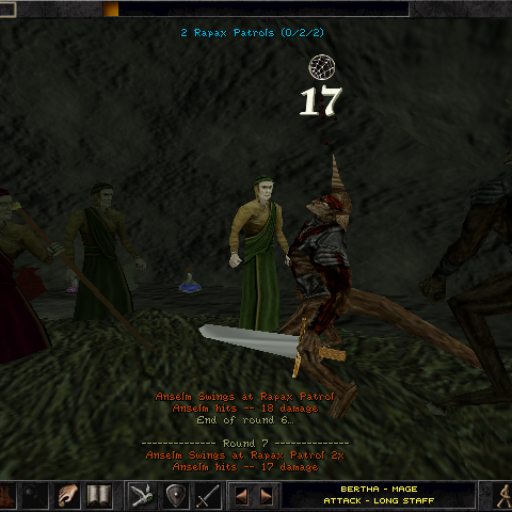 2 Rapax Patrols (0/2/2)
17
Anselm Swings at Rapax Patrol
Anselm hits -- 18 damage
End of round 6...
-------------- Round 7 --------------
Anselm Swings at Rapax Patrol 2x
Anselm hits -- 17 damage
BERTHA - MAGE
ATTACK - LONG STAFF